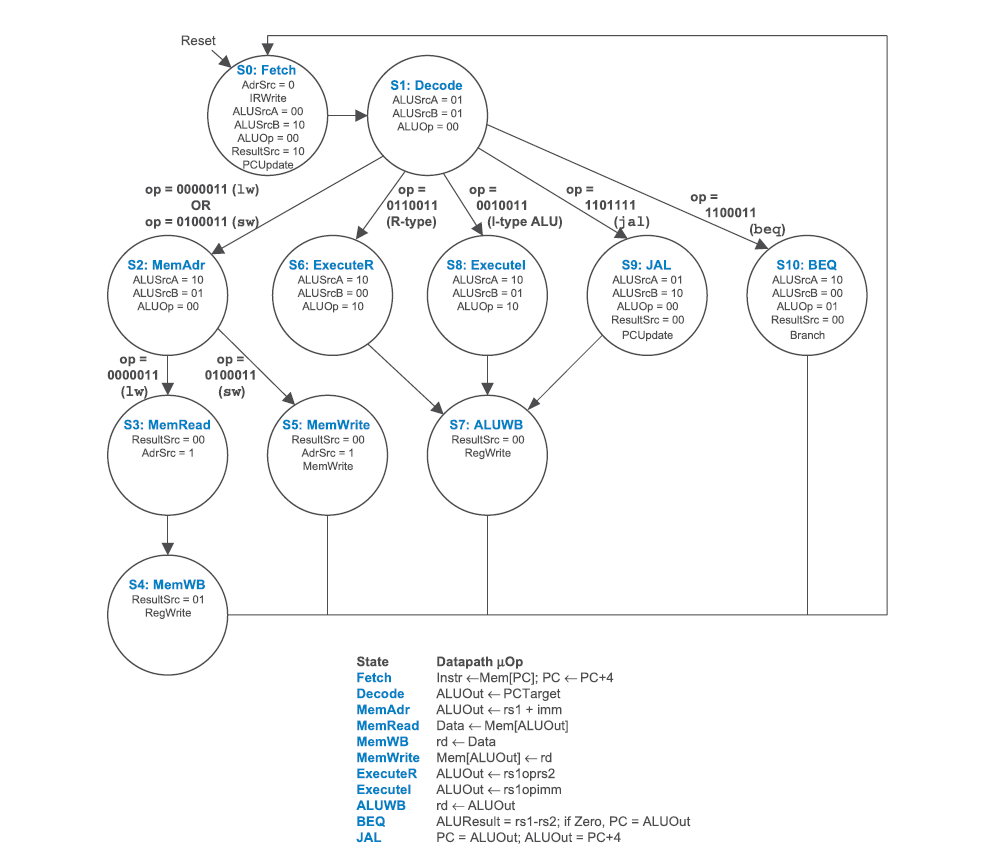 Reset
S0: Fetch
AdrSrc = 0
IRWrite
ALUSrcA = 00
ALUSrcB = 10
ALUOp = 00
ResultSrc = 10
PCUpdate
S1: Decode
ALUSrcA = 01
ALUSrcB = 01
ALUOp = 00
op = 0000011 (lw)
OR
op = 0100011 (sw)
op =
0110011
(R-type)
op =
0010011
(I-type ALU)
op =
1101111
(jal)
op =
1100011
(beq)
S2: MemAdr
ALUSrcA = 10
ALUSrcB = 01
ALUOp = 00
S6: ExecuteR
ALUSrcA = 10
ALUSrcB = 00
ALUOp = 10
S8: ExecuteI
ALUSrcA = 10
ALUSrcB = 01
ALUOp = 10
S9: JAL
ALUSrcA = 01
ALUSrcB = 10
ALUOp = 00
ResultSrc = 00
PCUpdate
S10: BEQ
ALUSrcA = 10
ALUSrcB = 00
ALUOp = 01
ResultSrc = 00
Branch
op =
0000011
(lw)
op =
0100011
(sw)
S3: MemRead
ResultSrc = 00
AdrSrc = 1
S5: MemWrite
ResultSrc = 00
AdrSrc = 1
MemWrite
S7: ALUWB
ResultSrc = 00
RegWrite
S4: MemWB
ResultSrc = 01
RegWrite
State Datapath µOp
Fetch Instr ←Mem[PC]; PC ← PC+4
Decode ALUOut ← PCTarget
MemAdr ALUOut ← rs1 + imm
MemRead Data ← Mem[ALUOut]
MemWB rd ← Data
MemWrite Mem[ALUOut] ← rd
ExecuteR ALUOut ← rs1oprs2
ExecuteI ALUOut ← rs1opimm
ALUWB rd ← ALUOut
BEQ ALUResult = rs1-rs2; if Zero, PC = ALUOut
JAL PC = ALUOut; ALUOut = PC+4